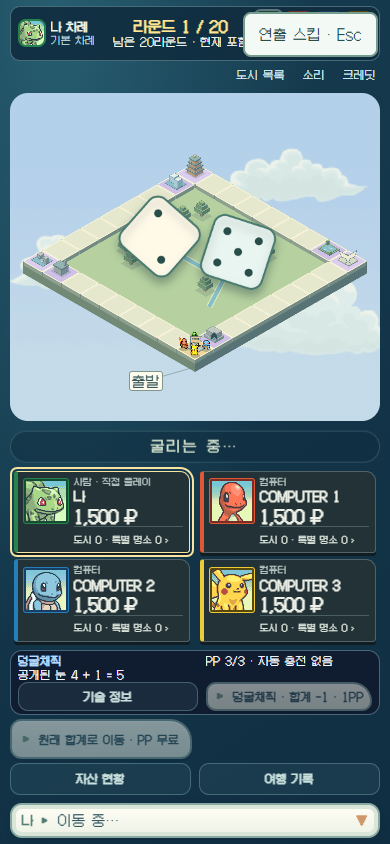 나 차례
기본 차례
라운드 1 / 20
남은 20라운드 · 현재 포함
연출 스킵 · Esc
도시 목록
소리
크레딧
출발
굴리는 중…
사람 · 직접 플레이
나
1,500 ₽
도시 0 · 특별 명소 0 ›
컴퓨터
COMPUTER 1
1,500 ₽
도시 0 · 특별 명소 0 ›
컴퓨터
COMPUTER 2
1,500 ₽
도시 0 · 특별 명소 0 ›
컴퓨터
COMPUTER 3
1,500 ₽
도시 0 · 특별 명소 0 ›
덩굴채찍
PP 3/3 · 자동 충전 없음
공개된 눈 4 + 1 = 5
기술 정보
▶ 덩굴채찍 · 합계 -1 · 1PP
▶ 원래 합계로 이동 · PP 무료
자산 현황
여행 기록
나 ▶ 이동 중…